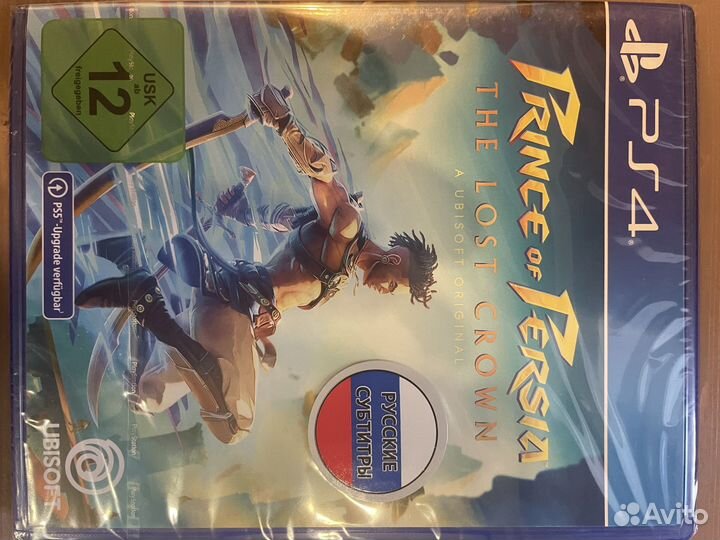 PS4
PRINCE OF PERSIA
THE LOST CROWN
A UBISOFT ORIGINAL
РУССКИЕ
СУБТИТРЫ
USK
ab
12
freigegeben
PS5™-Upgrade verfügbar
UBISOFT
Avito